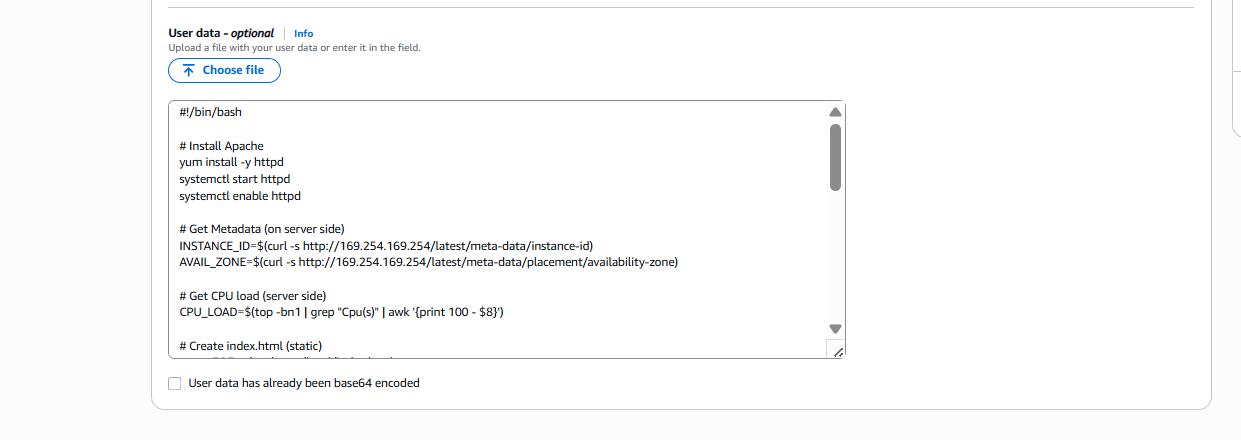 User data - optional Info
Upload a file with your user data or enter it in the field.
Choose file
#!/bin/bash
# Install Apache
yum install -y httpd
systemctl start httpd
systemctl enable httpd
# Get Metadata (on server side)
INSTANCE_ID=$(curl -s http://169.254.169.254/latest/meta-data/instance-id)
AVAIL_ZONE=$(curl -s http://169.254.169.254/latest/meta-data/placement/availability-zone)
# Get CPU load (server side)
CPU_LOAD=$(top -bn1 | grep "Cpu(s)" | awk '{print 100 - $8}')
# Create index.html (static)
User data has already been base64 encoded